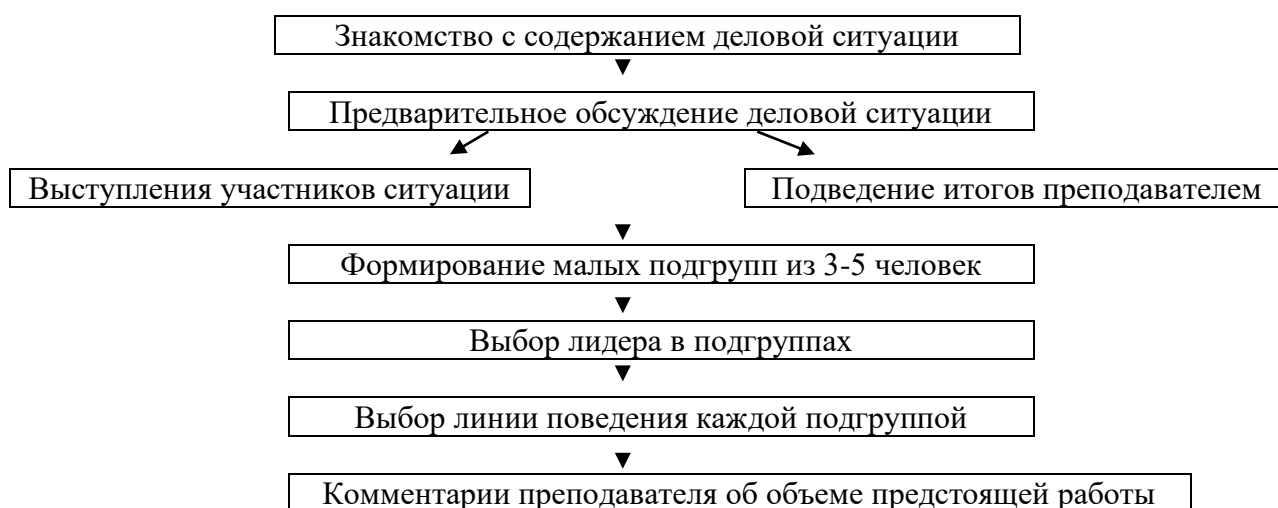 Знакомство с содержанием деловой ситуации
Предварительное обсуждение деловой ситуации
Выступления участников ситуации
Подведение итогов преподавателем
Формирование малых подгрупп из 3-5 человек
Выбор лидера в подгруппах
Выбор линии поведения каждой подгруппой
Комментарии преподавателя об объеме предстоящей работы